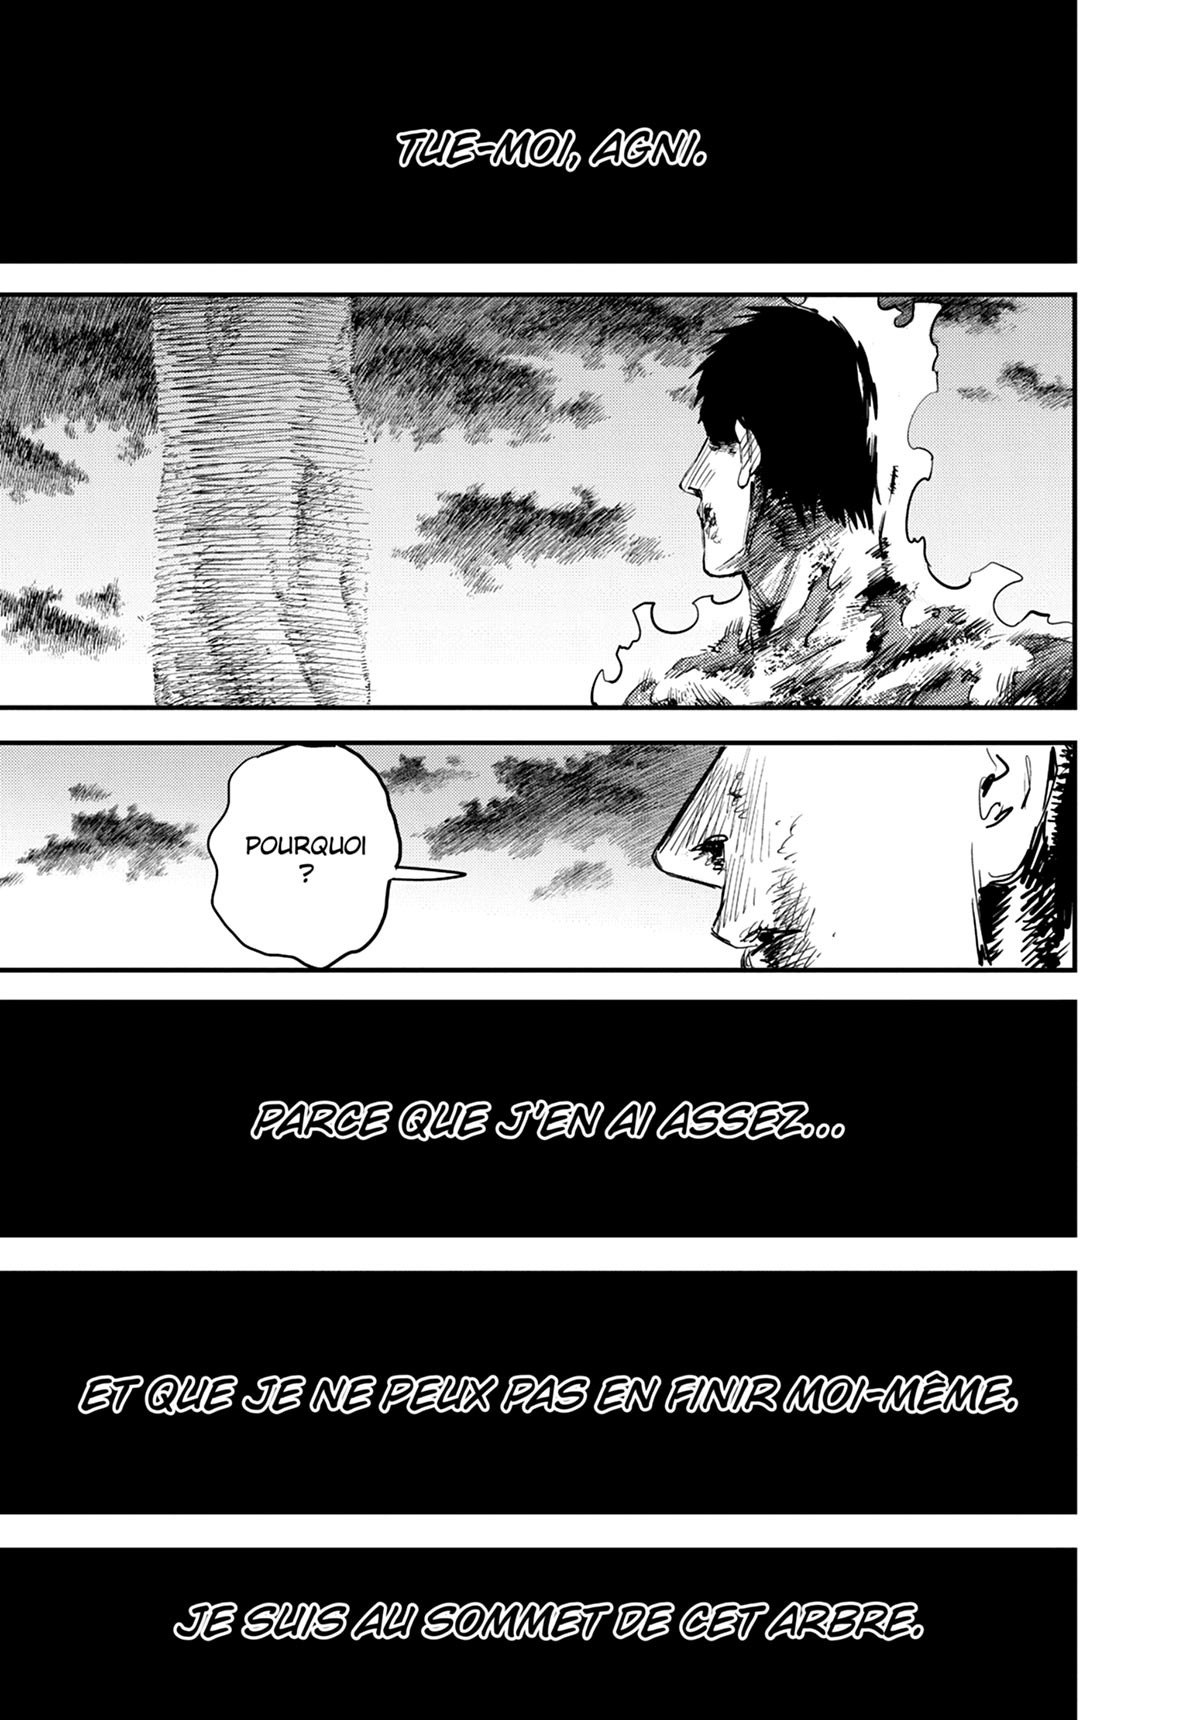 TUE-MOI, AGNI.
POURQUOI
?
PARCE QUE J'EN AI ASSEZ...
ET QUE JE NE PEUX PAS EN FINIR MOI-MÊME.
JE SUIS AU SOMMET DE CET ARBRE.